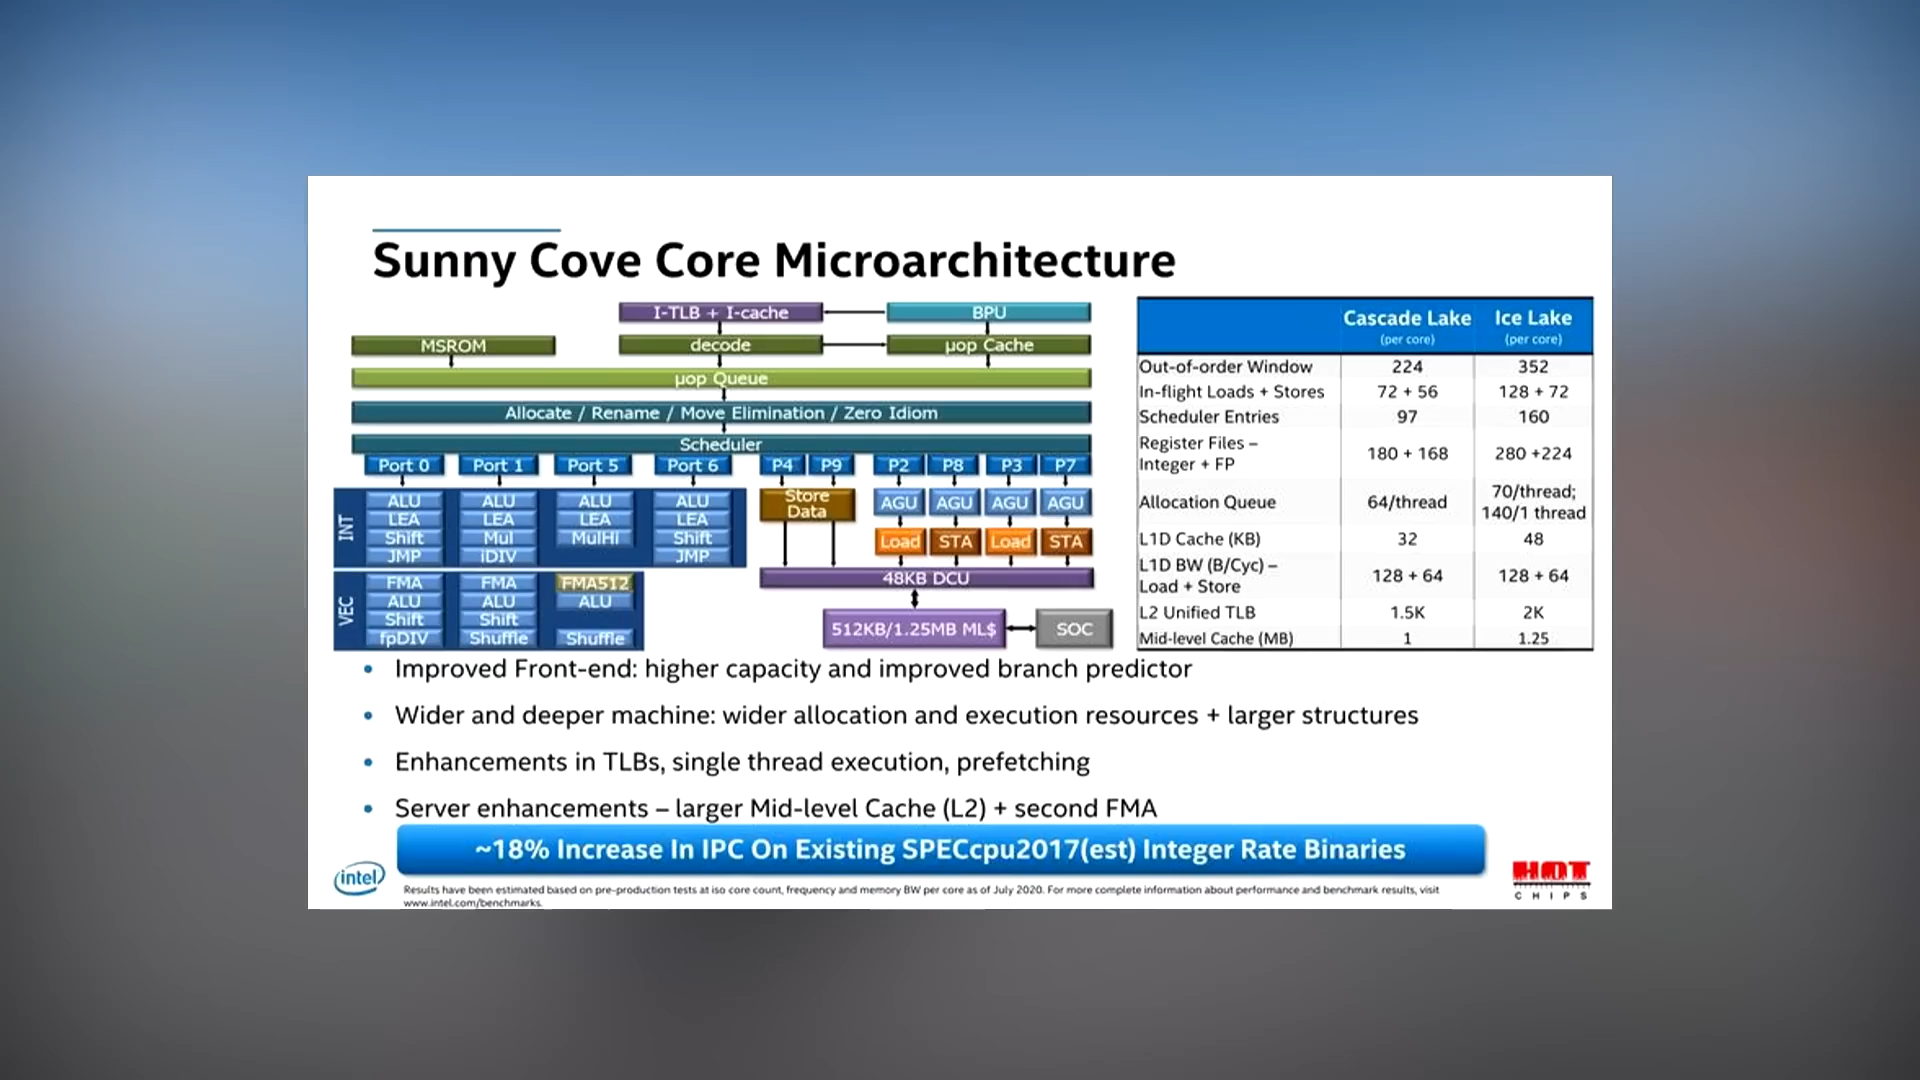 Sunny Cove Core Microarchitecture
I-TLB + I-cache
BPU
MSROM
decode
μop Cache
μop Queue
Allocate / Rename / Move Elimination / Zero Idiom
Scheduler
Port 0
Port 1
Port 5
Port 6
P4
P9
P2
P8
P3
P7
INT
ALU
LEA
Shift
JMP
ALU
LEA
Mul
iDIV
ALU
LEA
MulHi
ALU
LEA
Shift
JMP
VEC
FMA
ALU
Shift
fpDIV
FMA
ALU
Shift
Shuffle
FMA512
ALU
Shuffle
Store
Data
AGU
AGU
AGU
AGU
Load
STA
Load
STA
48KB DCU
512KB/1.25MB ML$
SOC
Cascade Lake
(per core)
Ice Lake
(per core)
Out-of-order Window 224 352
In-flight Loads + Stores 72 + 56 128 + 72
Scheduler Entries 97 160
Register Files –
Integer + FP
180 + 168 280 +224
Allocation Queue 64/thread
70/thread;
140/1 thread
L1D Cache (KB) 32 48
L1D BW (B/Cyc) –
Load + Store
128 + 64 128 + 64
L2 Unified TLB 1.5K 2K
Mid-level Cache (MB) 1 1.25
• Improved Front-end: higher capacity and improved branch predictor
• Wider and deeper machine: wider allocation and execution resources + larger structures
• Enhancements in TLBs, single thread execution, prefetching
• Server enhancements – larger Mid-level Cache (L2) + second FMA
~18% Increase In IPC On Existing SPECcpu2017(est) Integer Rate Binaries
intel
Results have been estimated based on pre-production tests at iso core count, frequency and memory BW per core as of July 2020. For more complete information about performance and benchmark results, visit
www.intel.com/benchmarks.
HOT
CHIPS